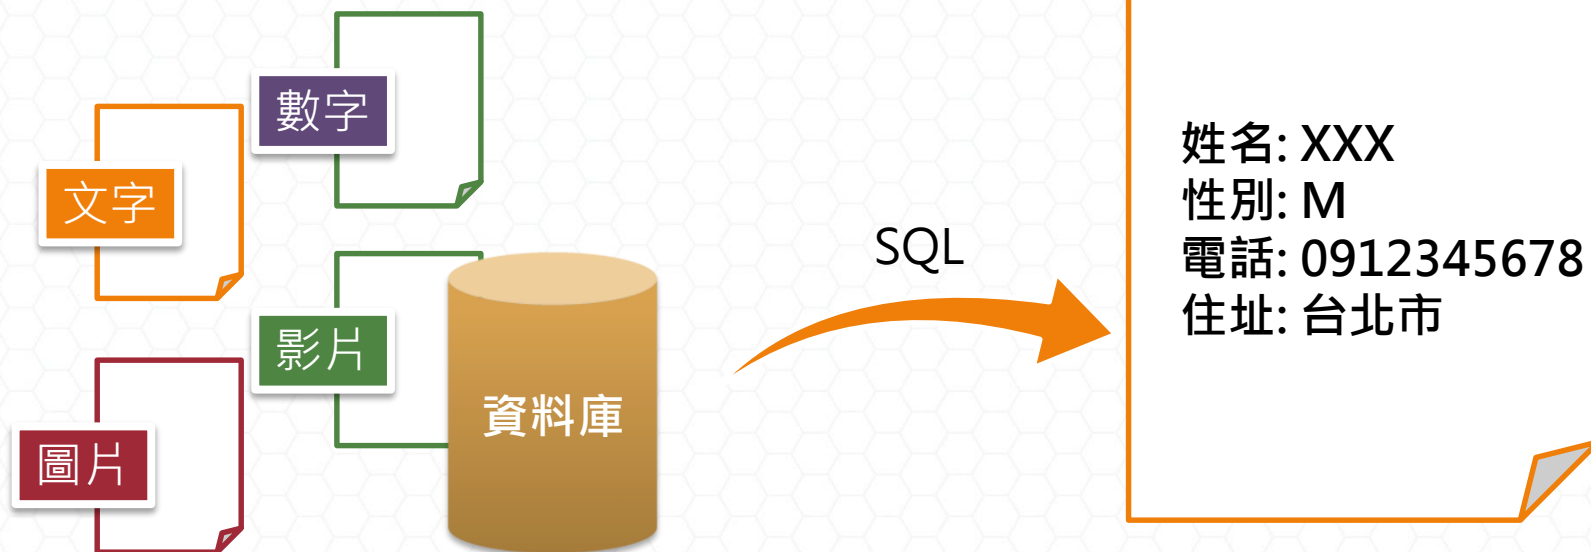 數字
文字
影片
圖片
資料庫
SQL
姓名: XXX
性別: M
電話: 0912345678
住址: 台北市